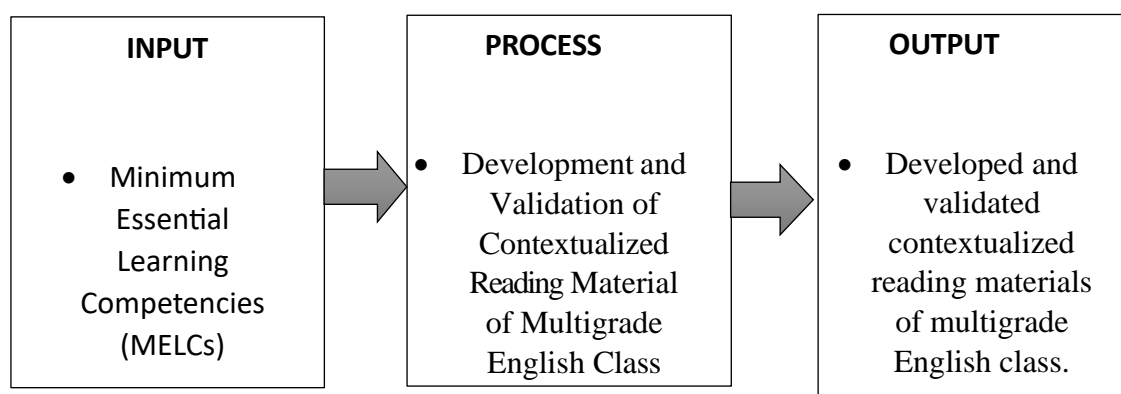 INPUT
• Minimum
Essential
Learning
Competencies
(MELCs)
PROCESS
• Development and
Validation of
Contextualized
Reading Material
of Multigrade
English Class
OUTPUT
• Developed and
validated
contextualized
reading materials
of multigrade
English class.